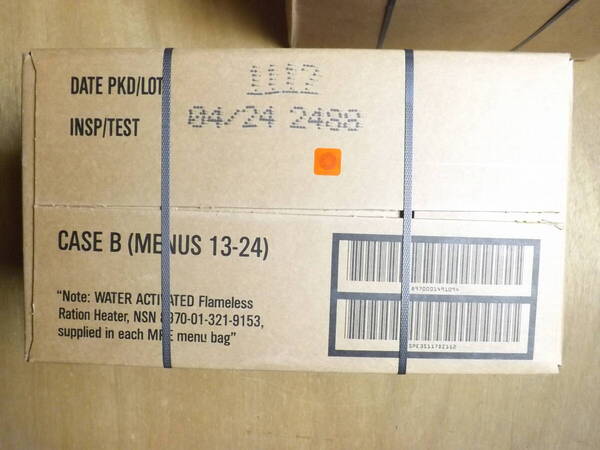 DATE PKD/LOT 1112
INSP/TEST 04/24 2488
CASE B (MENUS 13-24)
"Note: WATER ACTIVATED Flameless
Ration Heater, NSN 8970-01-321-9153,
supplied in each MRE menu bag"
8970001491094